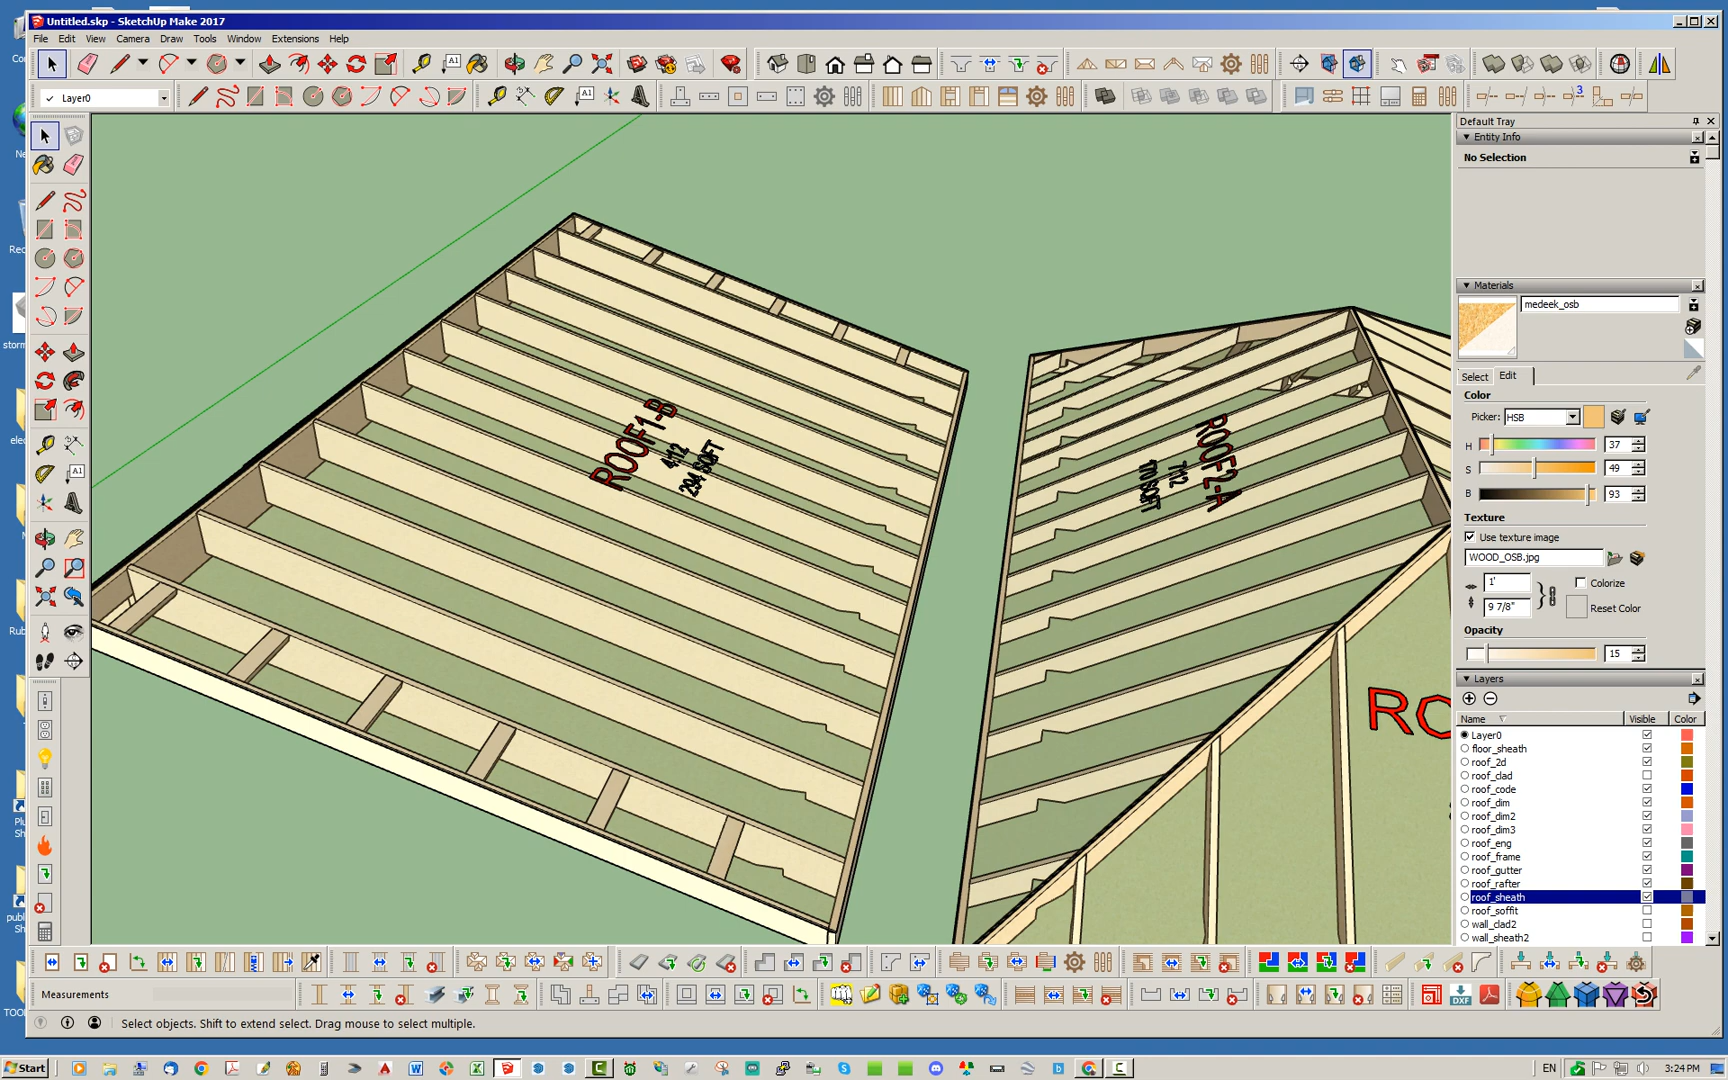 Untitled.skp - SketchUp Make 2017
File Edit View Camera Draw Tools Window Extensions Help
Layer0
Default Tray
Entity Info
No Selection
ROOF1-B
4:12
294 SQFT
ROOF2-A
7:12
170 SQFT
Materials
medeek_osb
Select Edit
Color
Picker: HSB
H 37
S 49
B 93
Texture
Use texture image
WOOD_OSB.jpg
1'
Colorize
9 7/8"
Reset Color
Opacity
15
Layers
Name Visible Color
Layer0
floor_sheath
roof_2d
roof_clad
roof_code
roof_dim
roof_dim2
roof_dim3
roof_eng
roof_frame
roof_gutter
roof_rafter
roof_sheath
roof_soffit
wall_clad2
wall_sheath2
Measurements
Select objects. Shift to extend select. Drag mouse to select multiple.
Start
EN
3:24 PM